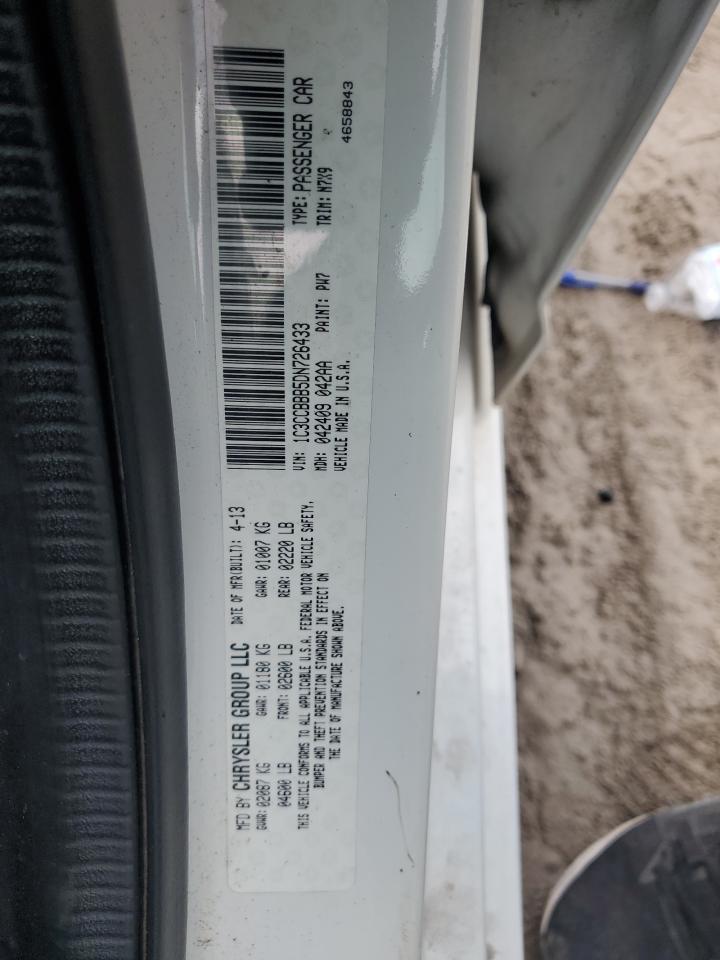 MFD BY CHRYSLER GROUP LLC DATE OF MFR(BUILT): 4-13
GVWR: 02087 KG GAWR: 01180 KG GAWR: 01007 KG
04600 LB FRONT: 02600 LB REAR: 02220 LB
THIS VEHICLE CONFORMS TO ALL APPLICABLE U.S.A. FEDERAL MOTOR VEHICLE SAFETY,
BUMPER AND THEFT PREVENTION STANDARDS IN EFFECT ON
THE DATE OF MANUFACTURE SHOWN ABOVE.
VIN: 1C3CCBBB5DN726433 TYPE: PASSENGER CAR
MDH: 042409 042AA PAINT: PW7 TRIM: N7X9
VEHICLE MADE IN U.S.A. 4658843